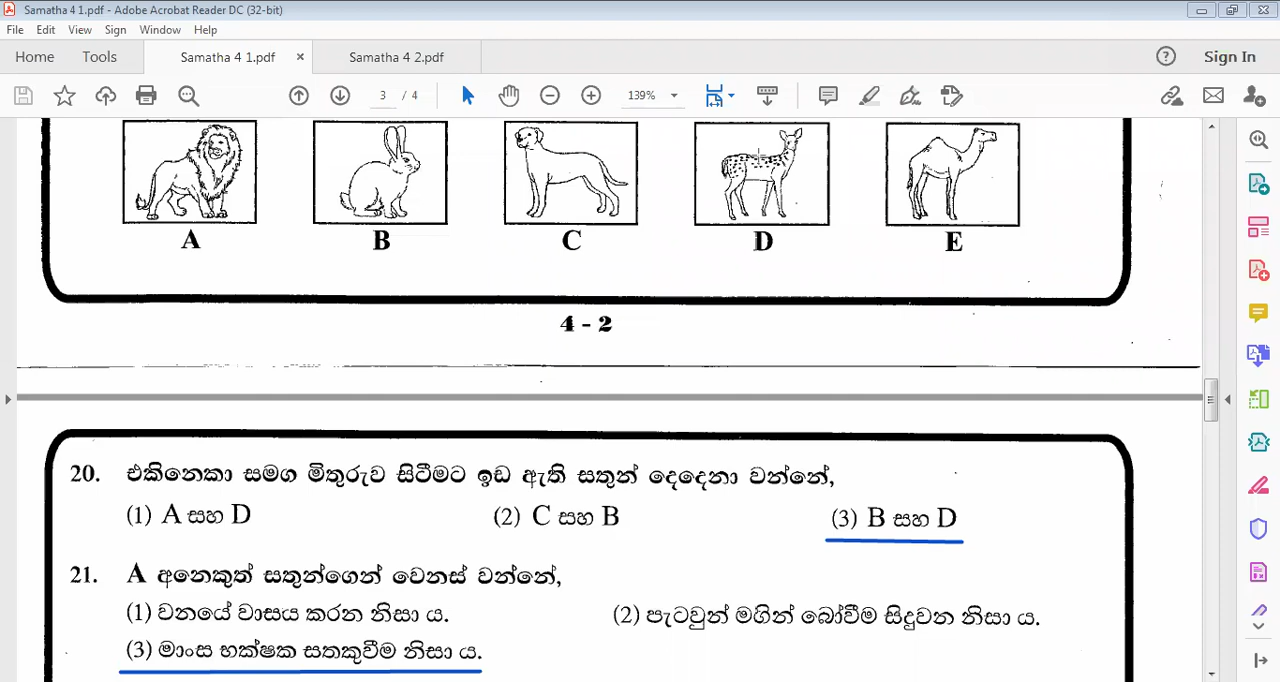 Samatha 4 1.pdf - Adobe Acrobat Reader DC (32-bit)
File Edit View Sign Window Help
Home Tools Samatha 4 1.pdf × Samatha 4 2.pdf ? Sign In
3 / 4 139%
A B C D E
4 - 2
20. එකිනෙකා සමග මිතුරුව සිටීමට ඉඩ ඇති සතුන් දෙදෙනා වන්නේ,
(1) A සහ D (2) C සහ B (3) B සහ D
21. A අනෙකුත් සතුන්ගෙන් වෙනස් වන්නේ,
(1) වනයේ වාසය කරන නිසා ය. (2) පැටවුන් මගින් බෝවීම සිදුවන නිසා ය.
(3) මාංස භක්ෂක සතකුවීම නිසා ය.